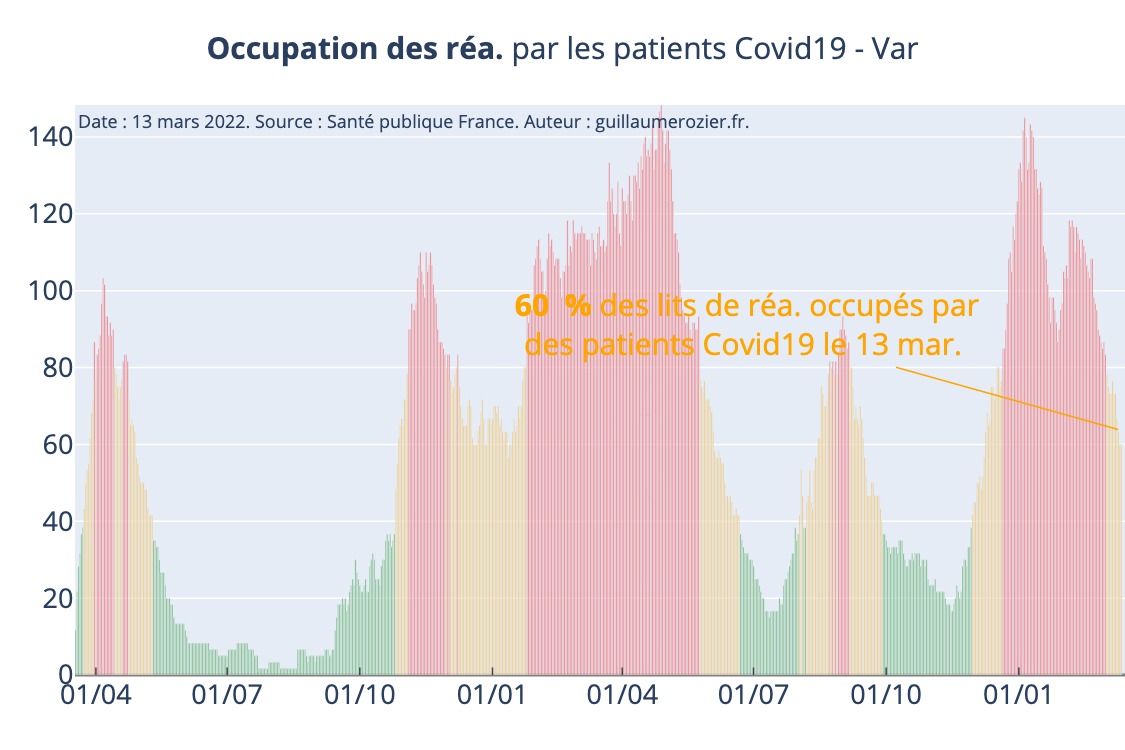 Occupation des réa. par les patients Covid19 - Var
Date : 13 mars 2022. Source : Santé publique France. Auteur : guillaumerozier.fr.
140
120
100
60  % des lits de réa. occupés par
des patients Covid19 le 13 mar.
80
60
40
20
0
01/04 01/07 01/10 01/01 01/04 01/07 01/10 01/01